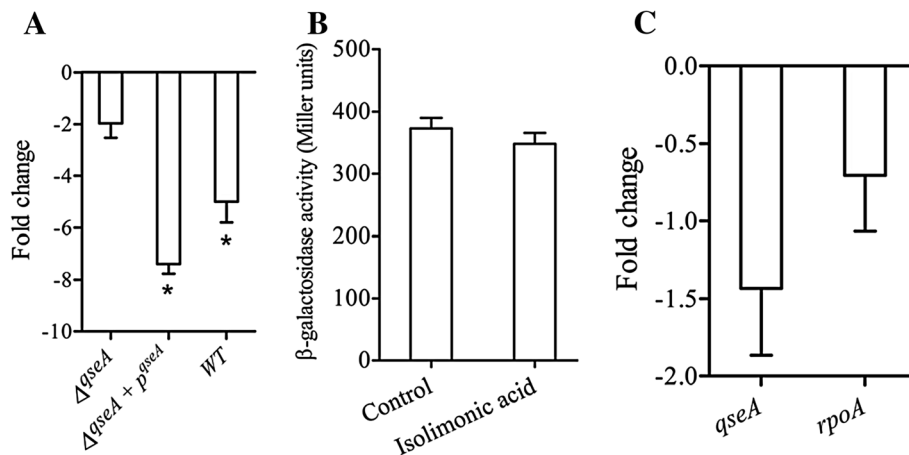 A
Fold change
0
-2
-4
-6
-8
-10
*
*
ΔqseA
ΔqseA + pqseA
WT
B
β-galactosidase activity (Miller units)
500
400
300
200
100
0
Control
Isolimonic acid
C
Fold change
0.0
-0.5
-1.0
-1.5
-2.0
qseA
rpoA